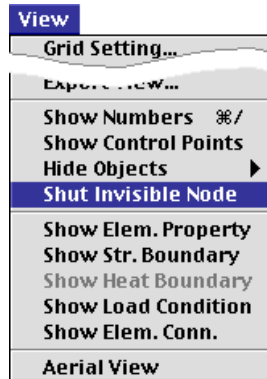 View
Grid Setting...
Show Numbers ⌘/
Show Control Points
Hide Objects ▶
Shut Invisible Node
Show Elem. Property
Show Str. Boundary
Show Heat Boundary
Show Load Condition
Show Elem. Conn.
Aerial View